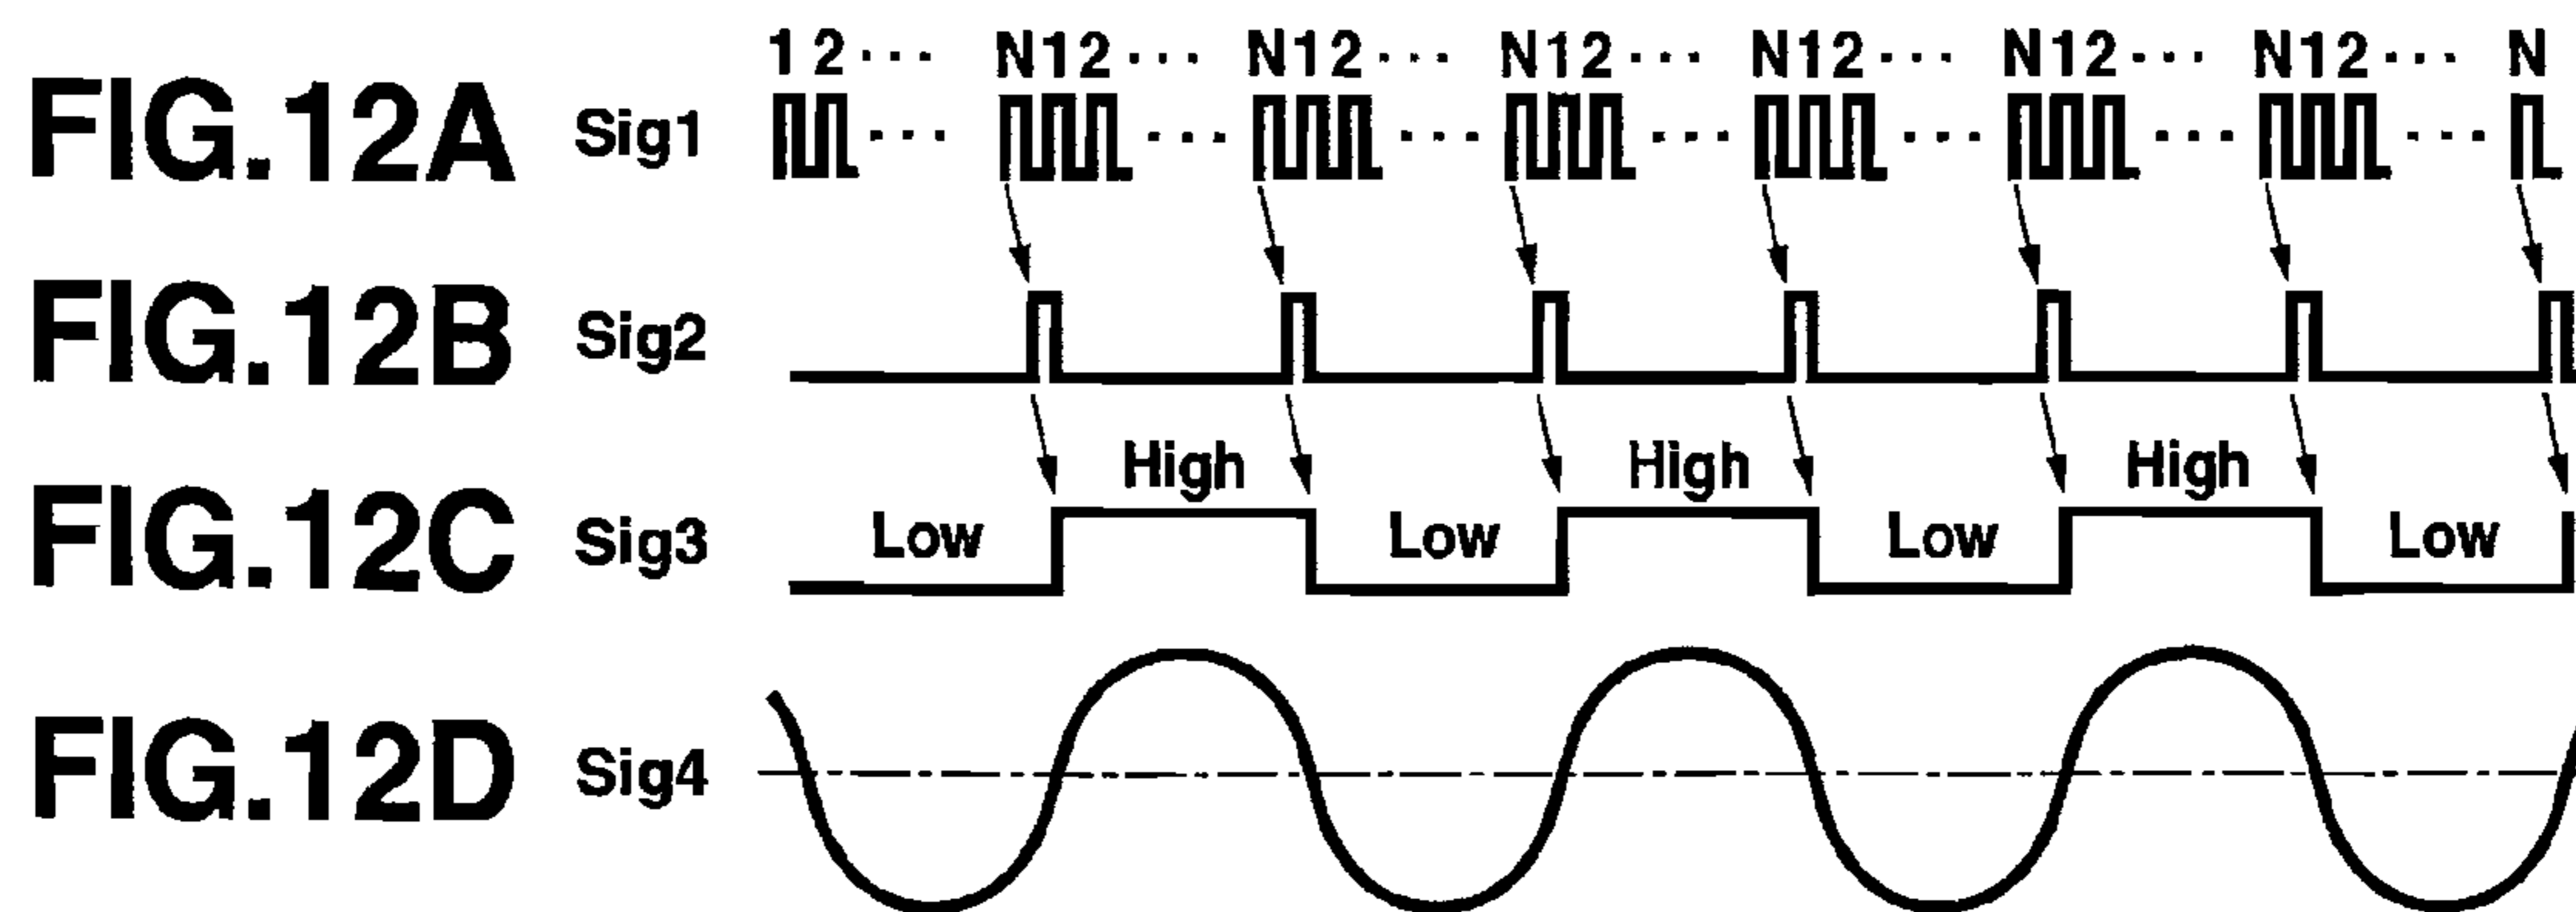 1 2 ··· N12 ··· N12 ··· N12 ··· N12 ··· N12 ··· N12 ··· N
FIG.12A Sig1 ··· ··· ··· ··· ··· ··· ···
FIG.12B Sig2
High High High
FIG.12C Sig3 Low Low Low Low
FIG.12D Sig4